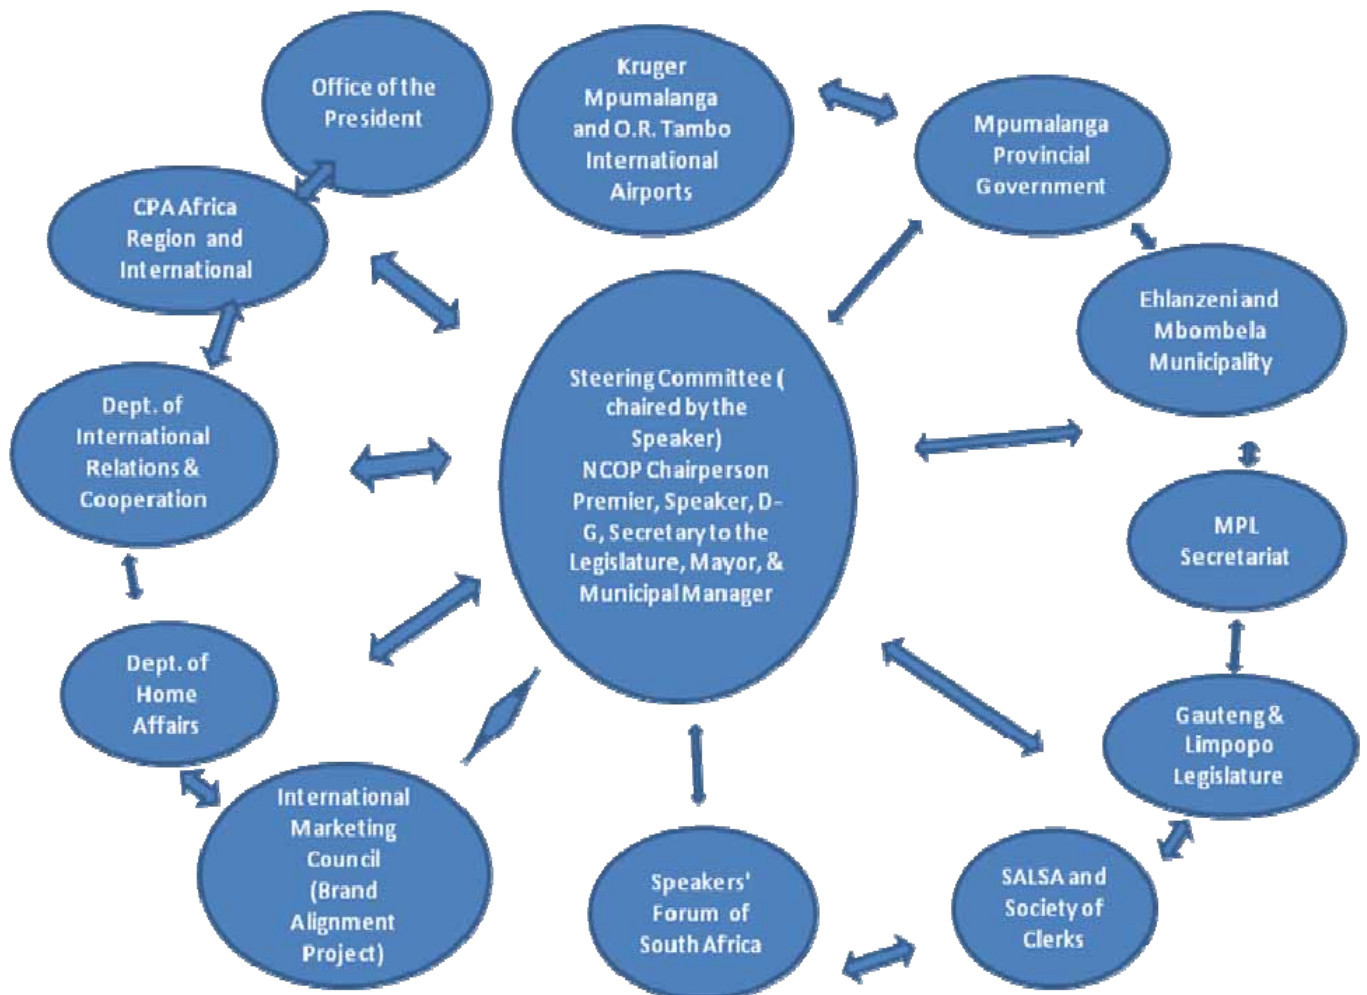 Office of the
President
Kruger
Mpumalanga
and O.R. Tambo
International
Airports
Mpumalanga
Provincial
Government
CPA Africa
Region and
International
Ehlanzeni and
Mbombela
Municipality
Steering Committee (
chaired by the
Speaker)
NCOP Chairperson
Premier, Speaker, D-
G, Secretary to the
Legislature, Mayor, &
Municipal Manager
Dept. of
International
Relations &
Cooperation
MPL
Secretariat
Dept. of
Home
Affairs
Gauteng &
Limpopo
Legislature
International
Marketing
Council
(Brand
Alignment
Project)
Speakers'
Forum of
South Africa
SALSA and
Society of
Clerks